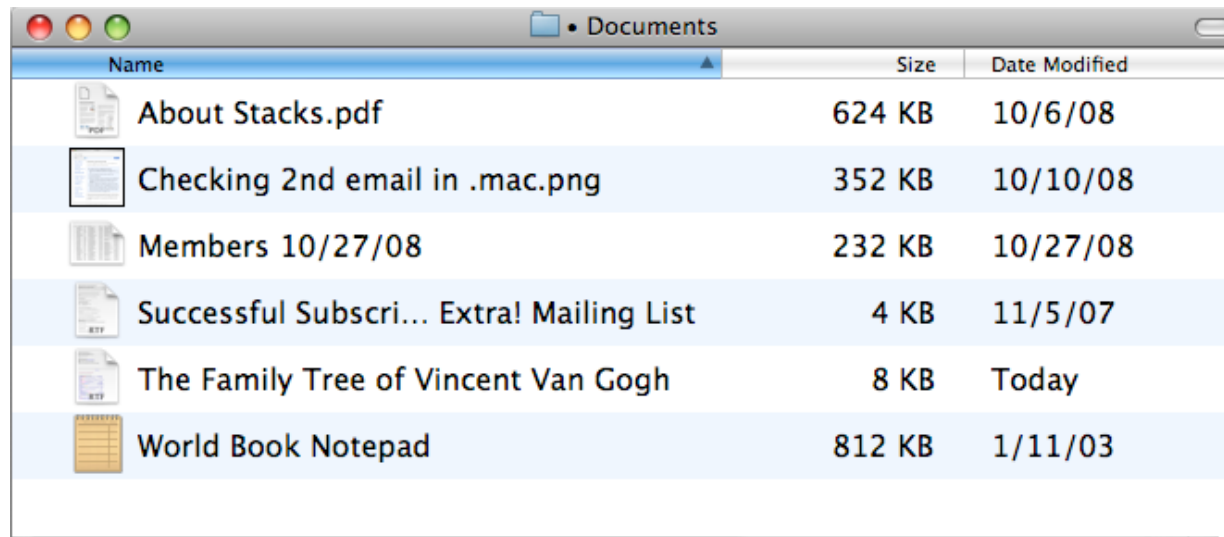 • Documents
Name Size Date Modified
About Stacks.pdf 624 KB 10/6/08
Checking 2nd email in .mac.png 352 KB 10/10/08
Members 10/27/08 232 KB 10/27/08
Successful Subscri... Extra! Mailing List 4 KB 11/5/07
The Family Tree of Vincent Van Gogh 8 KB Today
World Book Notepad 812 KB 1/11/03